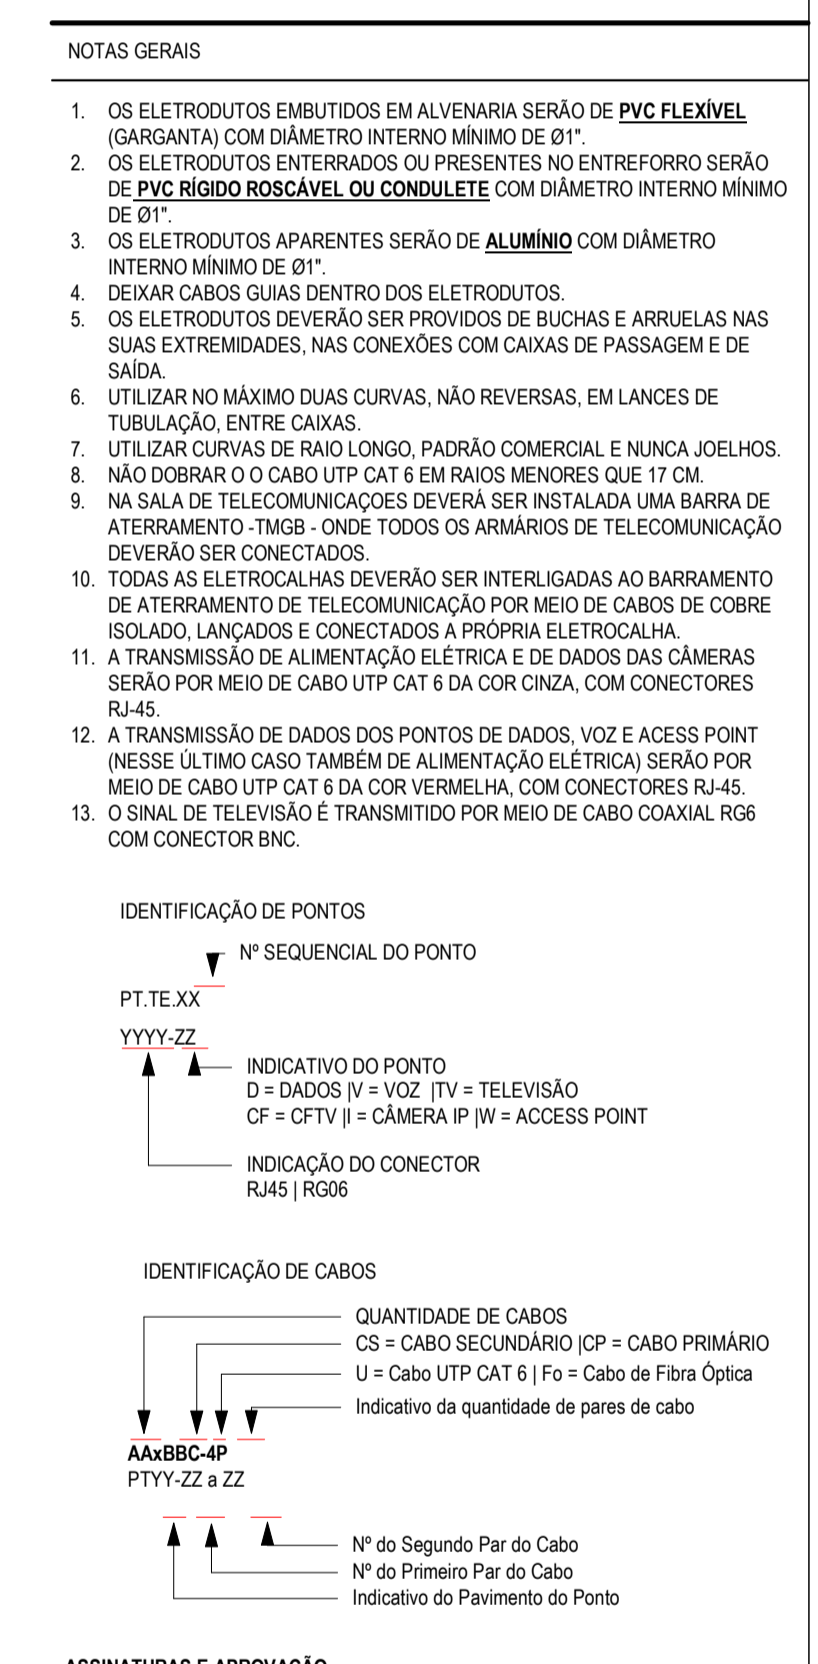 NOTAS GERAIS
1. OS ELETRODUTOS EMBUTIDOS EM ALVENARIA SERÃO DE PVC FLEXÍVEL
(GARGANTA) COM DIÂMETRO INTERNO MÍNIMO DE Ø1".
2. OS ELETRODUTOS ENTERRADOS OU PRESENTES NO ENTREFORRO SERÃO
DE PVC RÍGIDO ROSCÁVEL OU CONDULETE COM DIÂMETRO INTERNO MÍNIMO
DE Ø1".
3. OS ELETRODUTOS APARENTES SERÃO DE ALUMÍNIO COM DIÂMETRO
INTERNO MÍNIMO DE Ø1".
4. DEIXAR CABOS GUIAS DENTRO DOS ELETRODUTOS.
5. OS ELETRODUTOS DEVERÃO SER PROVIDOS DE BUCHAS E ARRUELAS NAS
SUAS EXTREMIDADES, NAS CONEXÕES COM CAIXAS DE PASSAGEM E DE
SAÍDA.
6. UTILIZAR NO MÁXIMO DUAS CURVAS, NÃO REVERSAS, EM LANCES DE
TUBULAÇÃO, ENTRE CAIXAS.
7. UTILIZAR CURVAS DE RAIO LONGO, PADRÃO COMERCIAL E NUNCA JOELHOS.
8. NÃO DOBRAR O O CABO UTP CAT 6 EM RAIOS MENORES QUE 17 CM.
9. NA SALA DE TELECOMUNICAÇOES DEVERÁ SER INSTALADA UMA BARRA DE
ATERRAMENTO -TMGB - ONDE TODOS OS ARMÁRIOS DE TELECOMUNICAÇÃO
DEVERÃO SER CONECTADOS.
10. TODAS AS ELETROCALHAS DEVERÃO SER INTERLIGADAS AO BARRAMENTO
DE ATERRAMENTO DE TELECOMUNICAÇÃO POR MEIO DE CABOS DE COBRE
ISOLADO, LANÇADOS E CONECTADOS A PRÓPRIA ELETROCALHA.
11. A TRANSMISSÃO DE ALIMENTAÇÃO ELÉTRICA E DE DADOS DAS CÂMERAS
SERÃO POR MEIO DE CABO UTP CAT 6 DA COR CINZA, COM CONECTORES
RJ-45.
12. A TRANSMISSÃO DE DADOS DOS PONTOS DE DADOS, VOZ E ACESS POINT
(NESSE ÚLTIMO CASO TAMBÉM DE ALIMENTAÇÃO ELÉTRICA) SERÃO POR
MEIO DE CABO UTP CAT 6 DA COR VERMELHA, COM CONECTORES RJ-45.
13. O SINAL DE TELEVISÃO É TRANSMITIDO POR MEIO DE CABO COAXIAL RG6
COM CONECTOR BNC.
IDENTIFICAÇÃO DE PONTOS
Nº SEQUENCIAL DO PONTO
PT.TE.XX
YYYY-ZZ
INDICATIVO DO PONTO
D = DADOS |V = VOZ |TV = TELEVISÃO
CF = CFTV |I = CÂMERA IP |W = ACCESS POINT
INDICAÇÃO DO CONECTOR
RJ45 | RG06
IDENTIFICAÇÃO DE CABOS
QUANTIDADE DE CABOS
CS = CABO SECUNDÁRIO |CP = CABO PRIMÁRIO
U = Cabo UTP CAT 6 | Fo = Cabo de Fibra Óptica
Indicativo da quantidade de pares de cabo
AAxBBC-4P
PTYY-ZZ a ZZ
Nº do Segundo Par do Cabo
Nº do Primeiro Par do Cabo
Indicativo do Pavimento do Ponto
ASSINATURAS E APROVAÇÃO